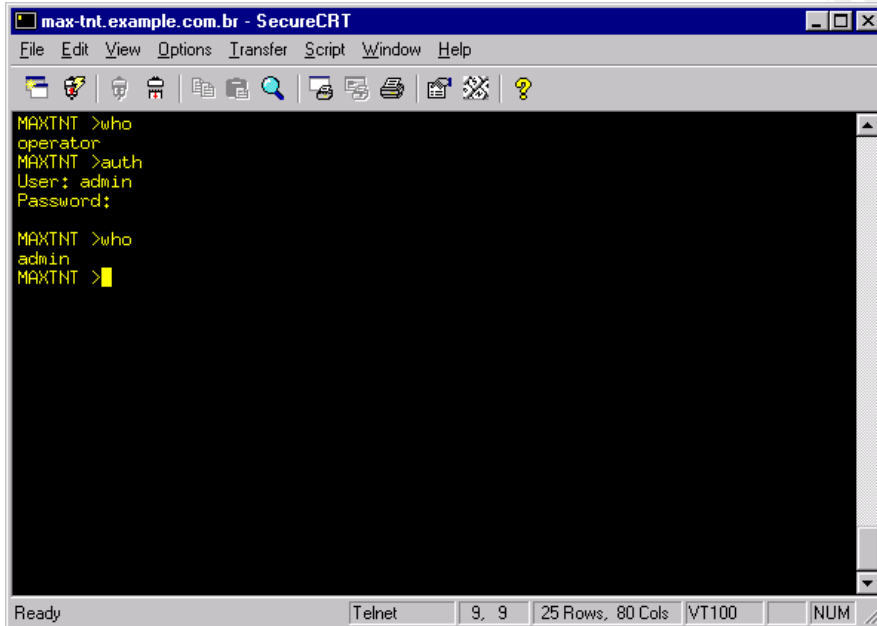 max-tnt.example.com.br - SecureCRT
File Edit View Options Transfer Script Window Help
MAXTNT >who
operator
MAXTNT >auth
User: admin
Password:
MAXTNT >who
admin
MAXTNT >
Ready Telnet 9, 9 25 Rows, 80 Cols VT100 NUM